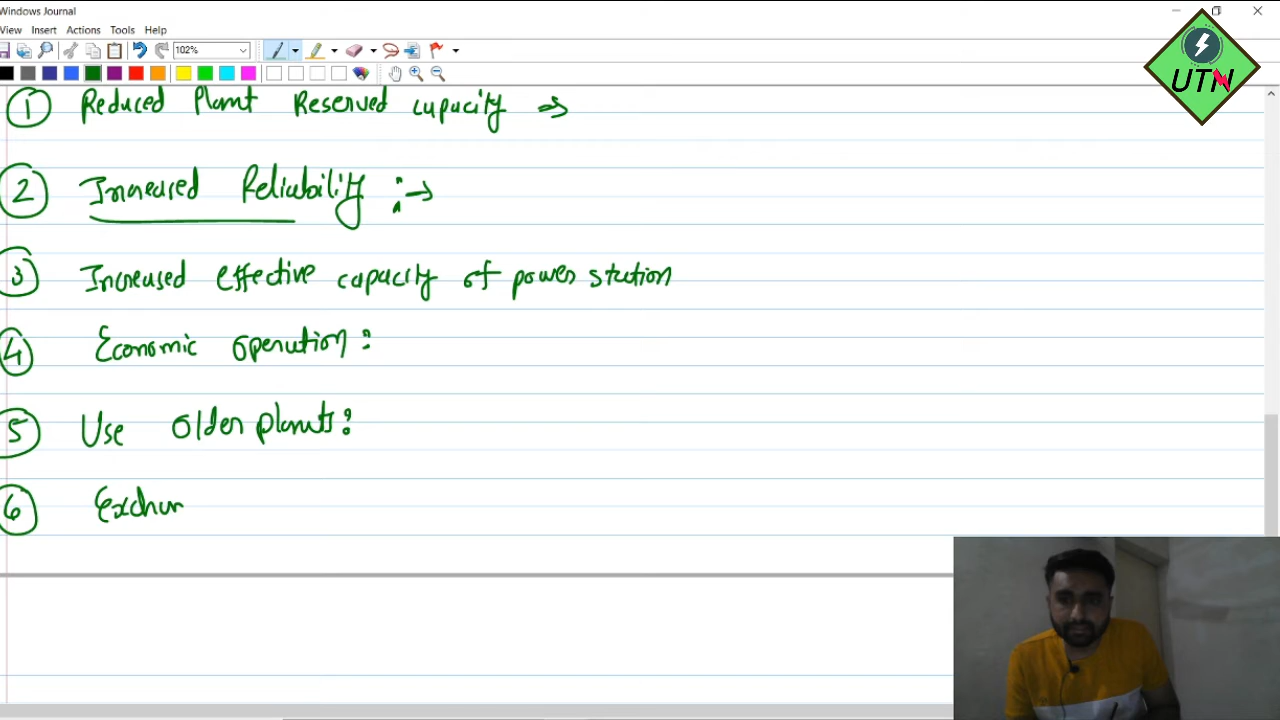 Windows Journal
View Insert Actions Tools Help
102%
UTN
1 Reduced Plant Reserved capacity ⇒
2 Increased Reliability :→
3 Increased effective capacity of power station
4 Economic operation :
5 Use older plants :
6 Exchan